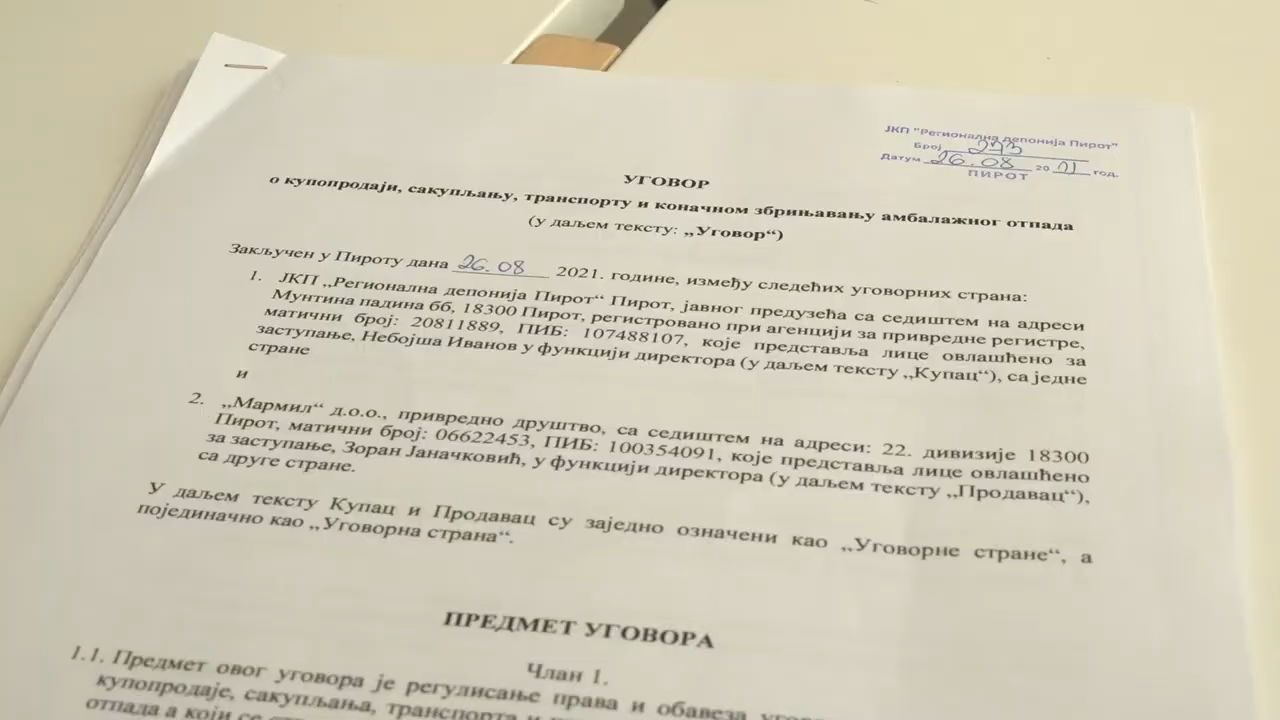 ЈКП "Регионална депонија Пирот"
Број 273
Датум 26.08 2021 год.
ПИРОТ
УГОВОР
о купопродаји, сакупљању, транспорту и коначном збрињавању амбалажног отпада
(у даљем тексту: „Уговор“)
Закључен у Пироту дана 26.08 2021. године, између следећих уговорних страна:
1. ЈКП „Регионална депонија Пирот“ Пирот, јавног предузећа са седиштем на адреси
Мунтина падина бб, 18300 Пирот, регистровано при агенцији за привредне регистре,
матични број: 20811889, ПИБ: 107488107, које представља лице овлашћено за
заступање, Небојша Иванов у функцији директора (у даљем тексту „Купац“), са једне
стране
и
2. „Мармил“ д.о.о., привредно друштво, са седиштем на адреси: 22. дивизије 18300
Пирот, матични број: 06622453, ПИБ: 100354091, које представља лице овлашћено
за заступање, Зоран Јаначковић, у функцији директора (у даљем тексту „Продавац“),
са друге стране.
У даљем тексту Купац и Продавац су заједно означени као „Уговорне стране“, а
појединачно као „Уговорна страна“.
ПРЕДМЕТ УГОВОРА
Члан 1.
1.1. Предмет овог уговора је регулисање права и обавеза
купопродаје, сакупљања, транспорта и
отпада а који се